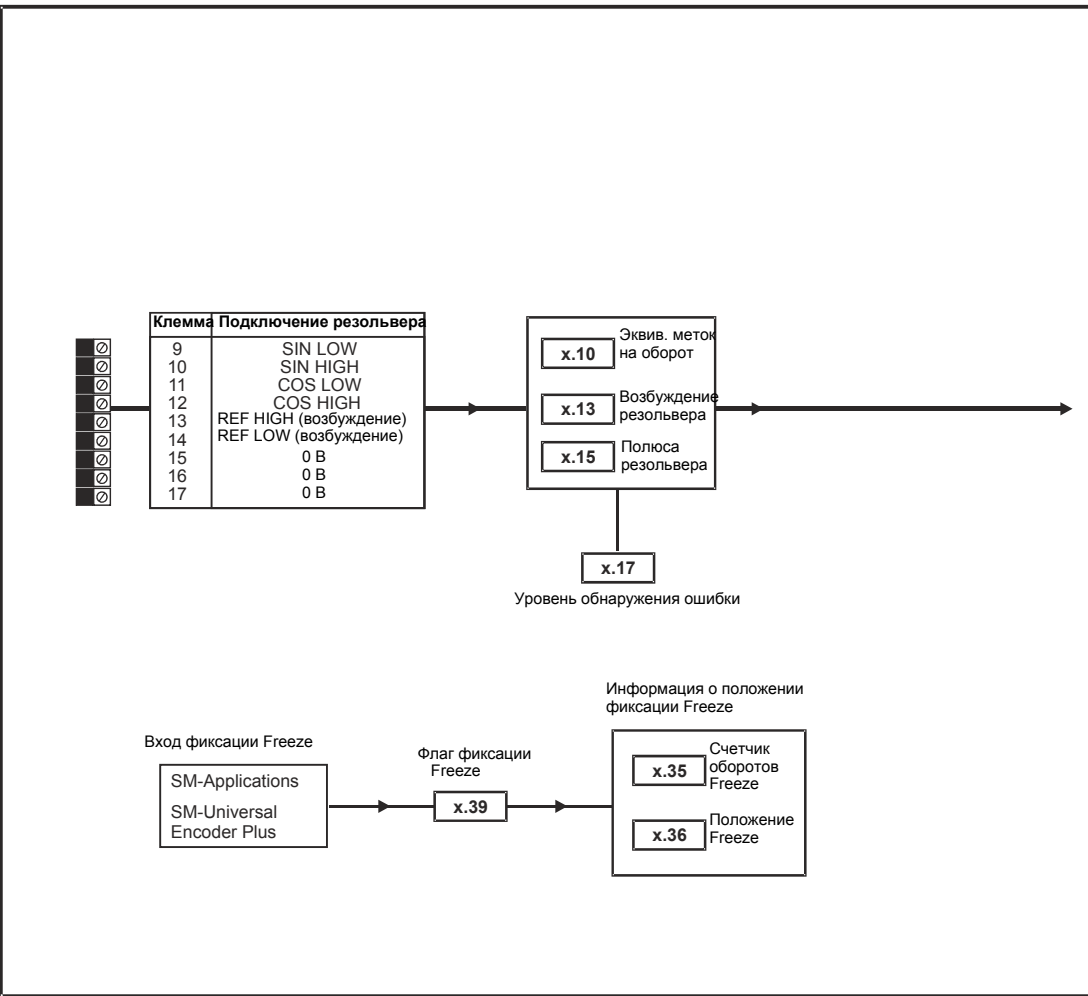 Клемма Подключение резольвера
9 SIN LOW
10 SIN HIGH
11 COS LOW
12 COS HIGH
13 REF HIGH (возбуждение)
14 REF LOW (возбуждение)
15 0 В
16 0 В
17 0 В
x.10 Эквив. меток
на оборот
x.13 Возбуждение
резольвера
x.15 Полюса
резольвера
x.17
Уровень обнаружения ошибки
Вход фиксации Freeze
SM-Applications
SM-Universal
Encoder Plus
Флаг фиксации
Freeze
x.39
Информация о положении
фиксации Freeze
x.35 Счетчик
оборотов
Freeze
x.36 Положение
Freeze